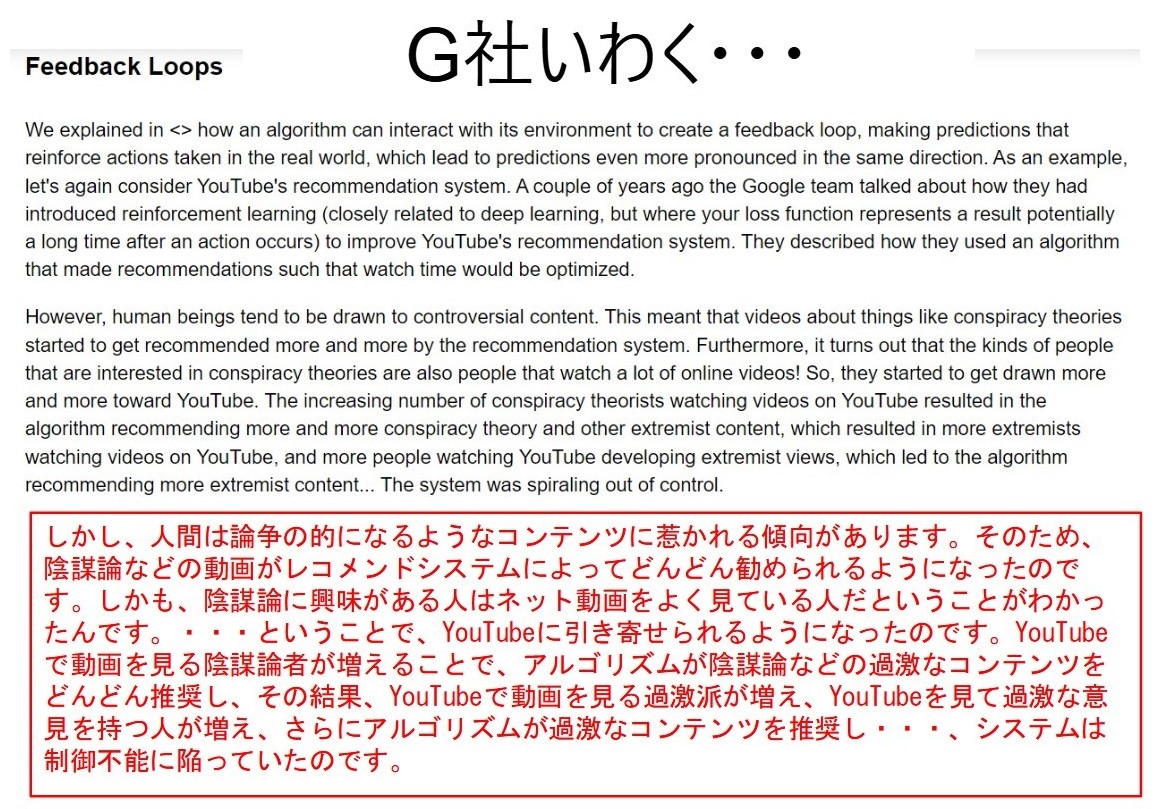 G社いわく・・・
Feedback Loops
We explained in <> how an algorithm can interact with its environment to create a feedback loop, making predictions that
reinforce actions taken in the real world, which lead to predictions even more pronounced in the same direction. As an example,
let's again consider YouTube's recommendation system. A couple of years ago the Google team talked about how they had
introduced reinforcement learning (closely related to deep learning, but where your loss function represents a result potentially
a long time after an action occurs) to improve YouTube's recommendation system. They described how they used an algorithm
that made recommendations such that watch time would be optimized.
However, human beings tend to be drawn to controversial content. This meant that videos about things like conspiracy theories
started to get recommended more and more by the recommendation system. Furthermore, it turns out that the kinds of people
that are interested in conspiracy theories are also people that watch a lot of online videos! So, they started to get drawn more
and more toward YouTube. The increasing number of conspiracy theorists watching videos on YouTube resulted in the
algorithm recommending more and more conspiracy theory and other extremist content, which resulted in more extremists
watching videos on YouTube, and more people watching YouTube developing extremist views, which led to the algorithm
recommending more extremist content... The system was spiraling out of control.
しかし、人間は論争の的になるようなコンテンツに惹かれる傾向があります。そのため、
陰謀論などの動画がレコメンドシステムによってどんどん勧められるようになったので
す。しかも、陰謀論に興味がある人はネット動画をよく見ている人だということがわかっ
たんです。・・・ということで、YouTubeに引き寄せられるようになったのです。YouTube
で動画を見る陰謀論者が増えることで、アルゴリズムが陰謀論などの過激なコンテンツを
どんどん推奨し、その結果、YouTubeで動画を見る過激派が増え、YouTubeを見て過激な意
見を持つ人が増え、さらにアルゴリズムが過激なコンテンツを推奨し・・・、システムは
制御不能に陥っていたのです。